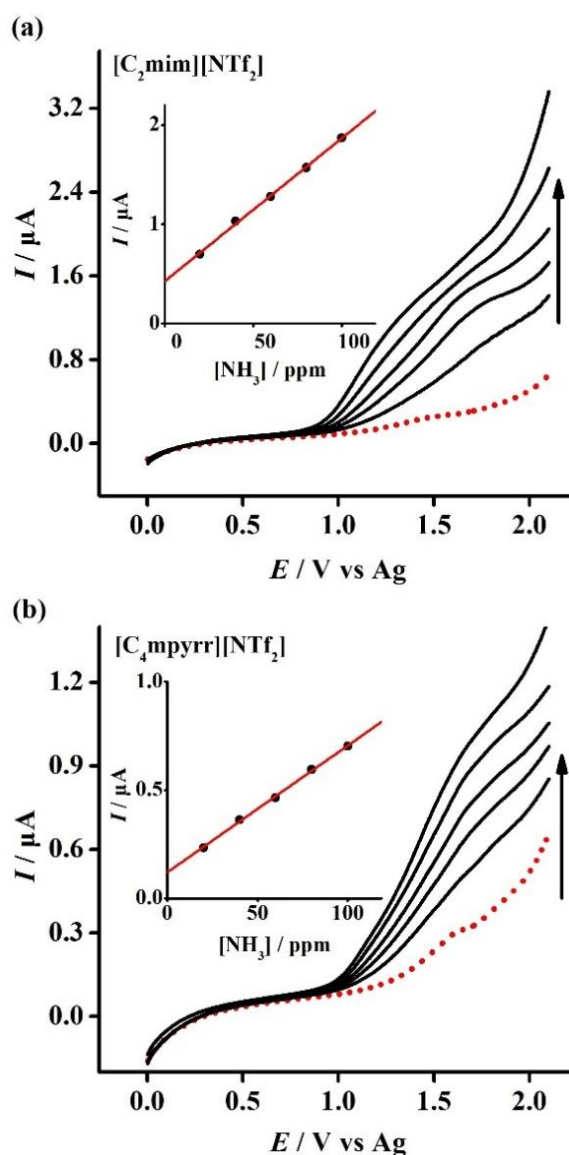 (a)
[C₂mim][NTf₂]
3.2
2.4
1.6
0.8
0.0
I / μA
2
1
0
I / μA
0 50 100
[NH₃] / ppm
0.0 0.5 1.0 1.5 2.0
E / V vs Ag
(b)
[C₄mpyrr][NTf₂]
1.2
0.9
0.6
0.3
0.0
I / μA
1.0
0.5
0.0
I / μA
0 50 100
[NH₃] / ppm
0.0 0.5 1.0 1.5 2.0
E / V vs Ag